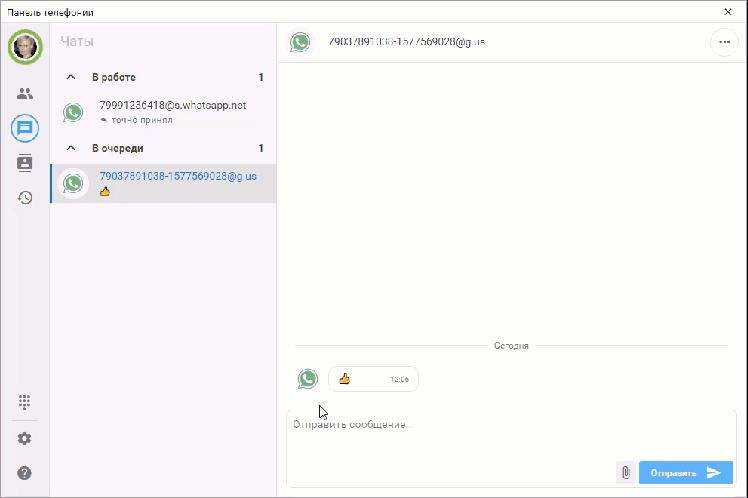 Панель телефонии
Чаты
В работе 1
79991236418@s.whatsapp.net
точно принял
В очереди 1
79037891038-1577569028@g.us
👍
79037891038-1577569028@g.us
Сегодня
👍 12:06
Отправить сообщение...
Отправить